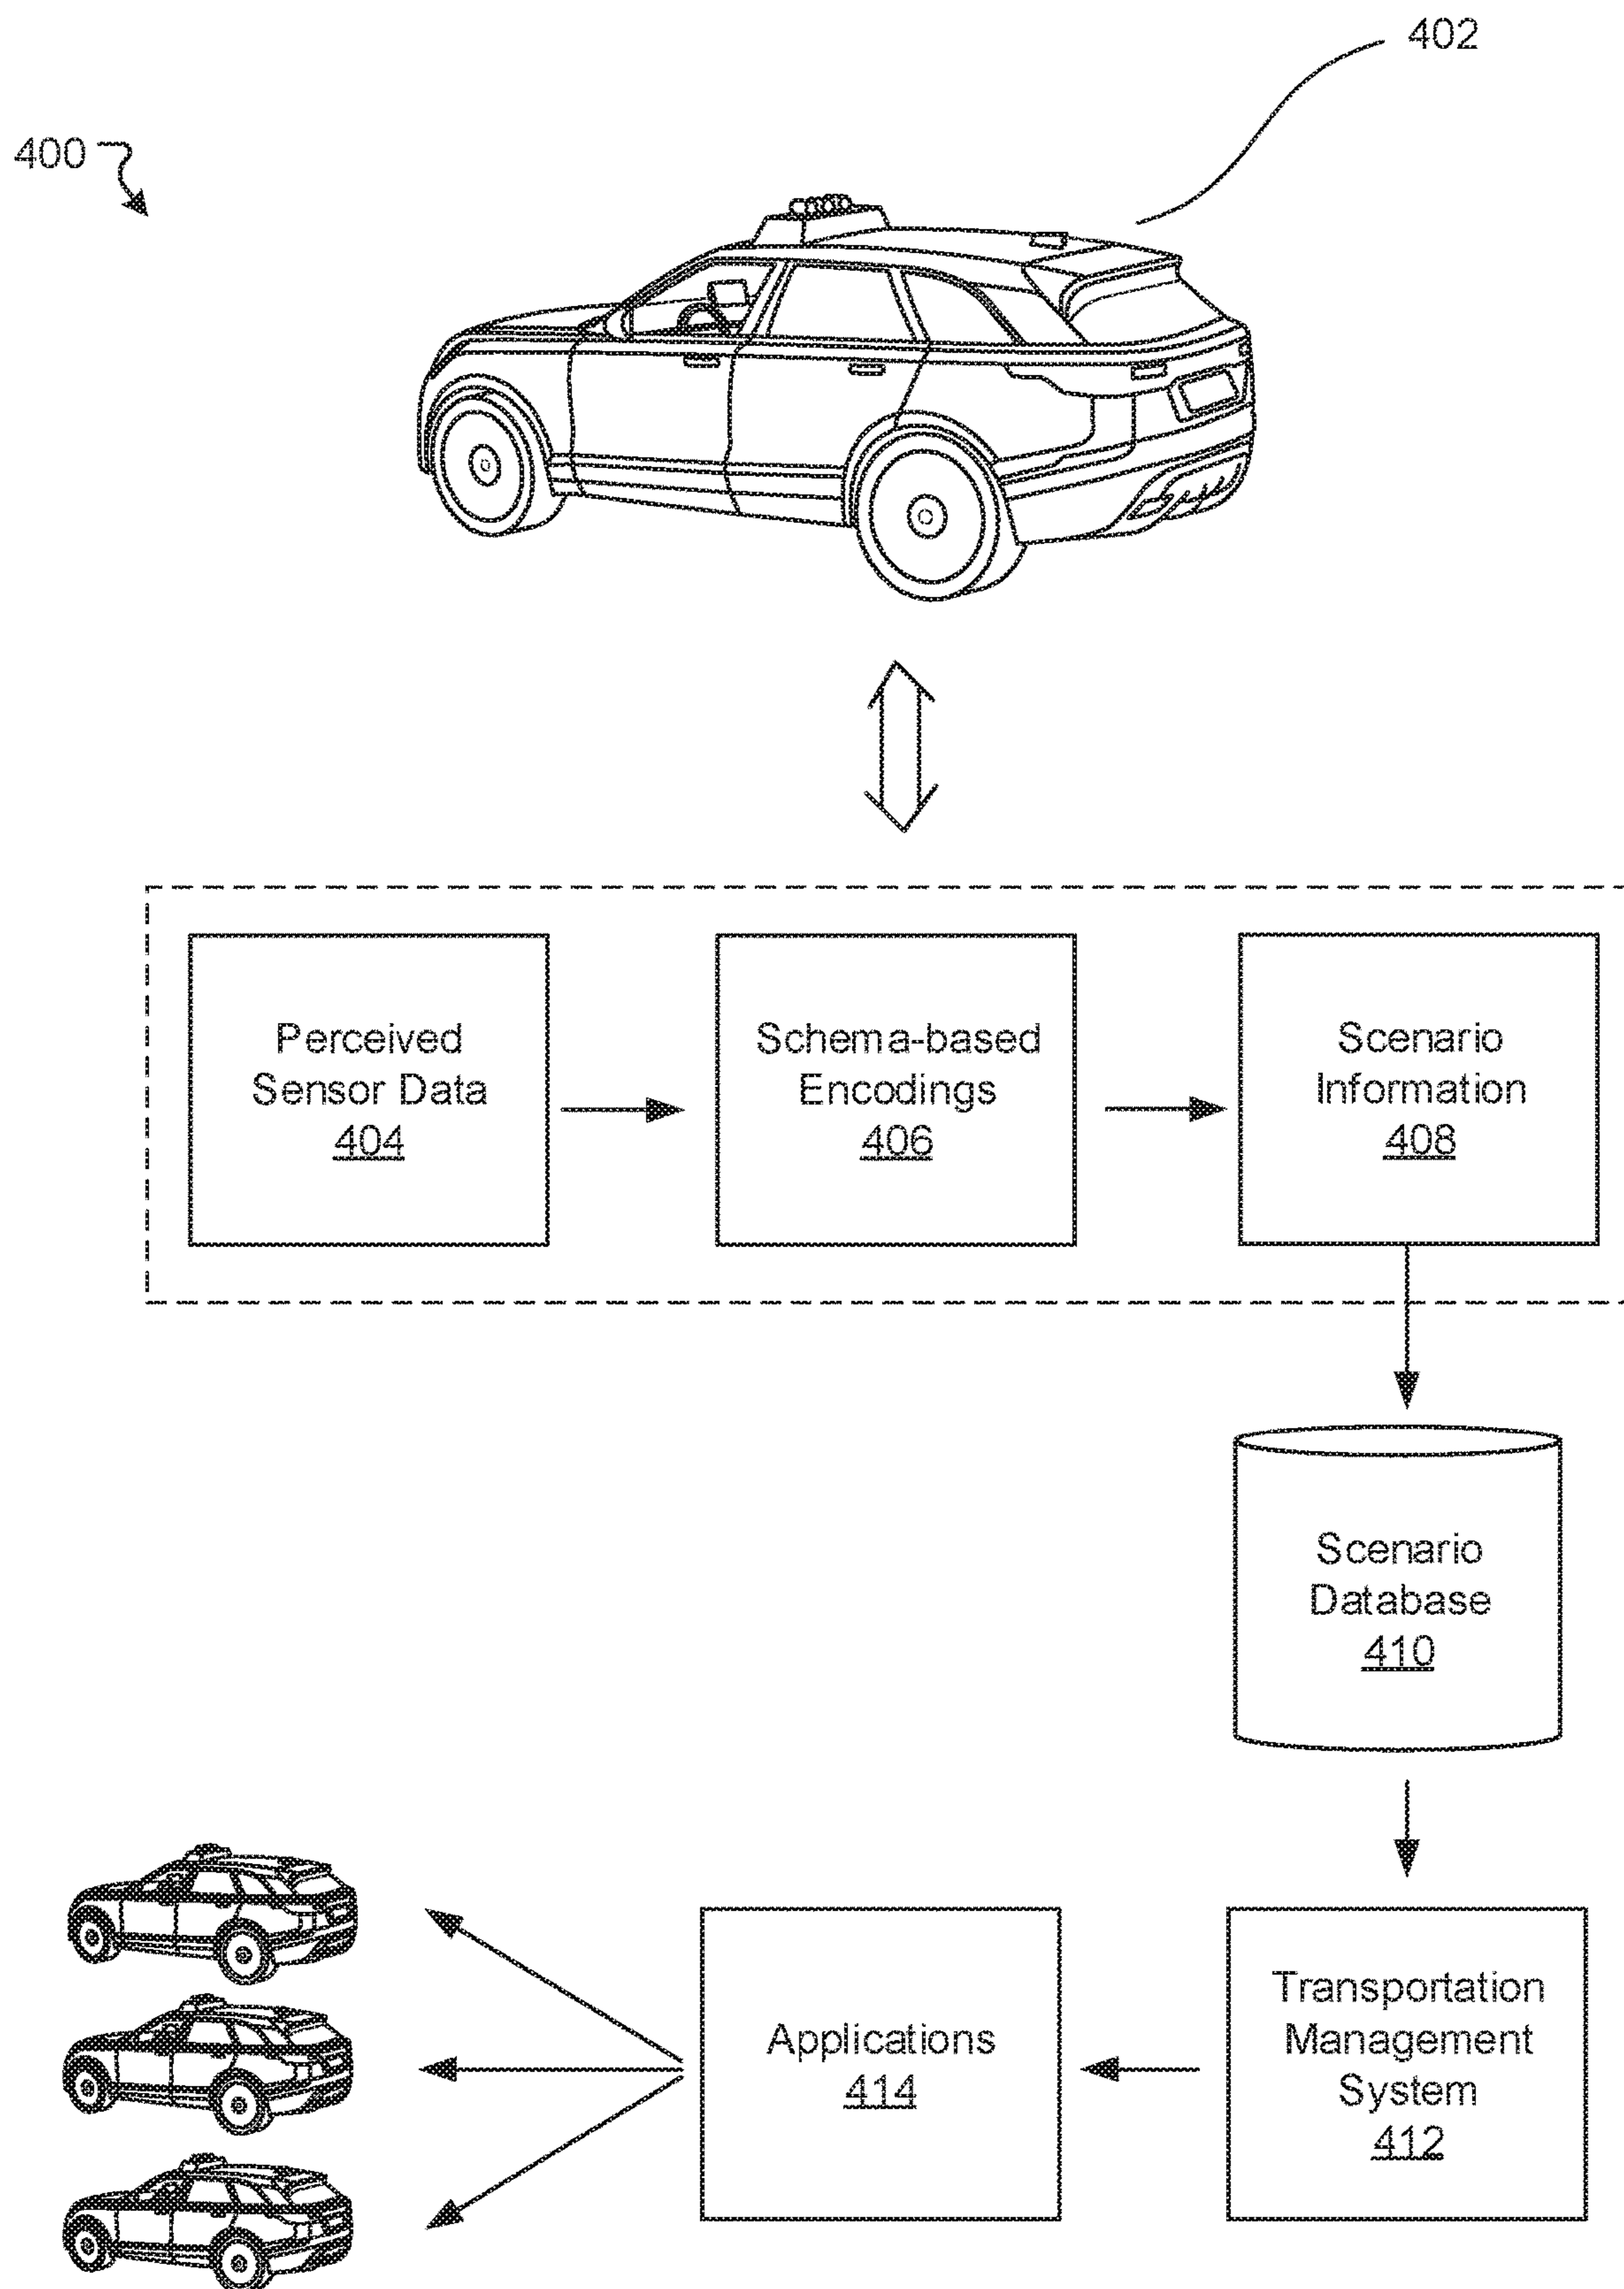 402
400
Perceived
Sensor Data
404
Schema-based
Encodings
406
Scenario
Information
408
Scenario
Database
410
Transportation
Management
System
412
Applications
414